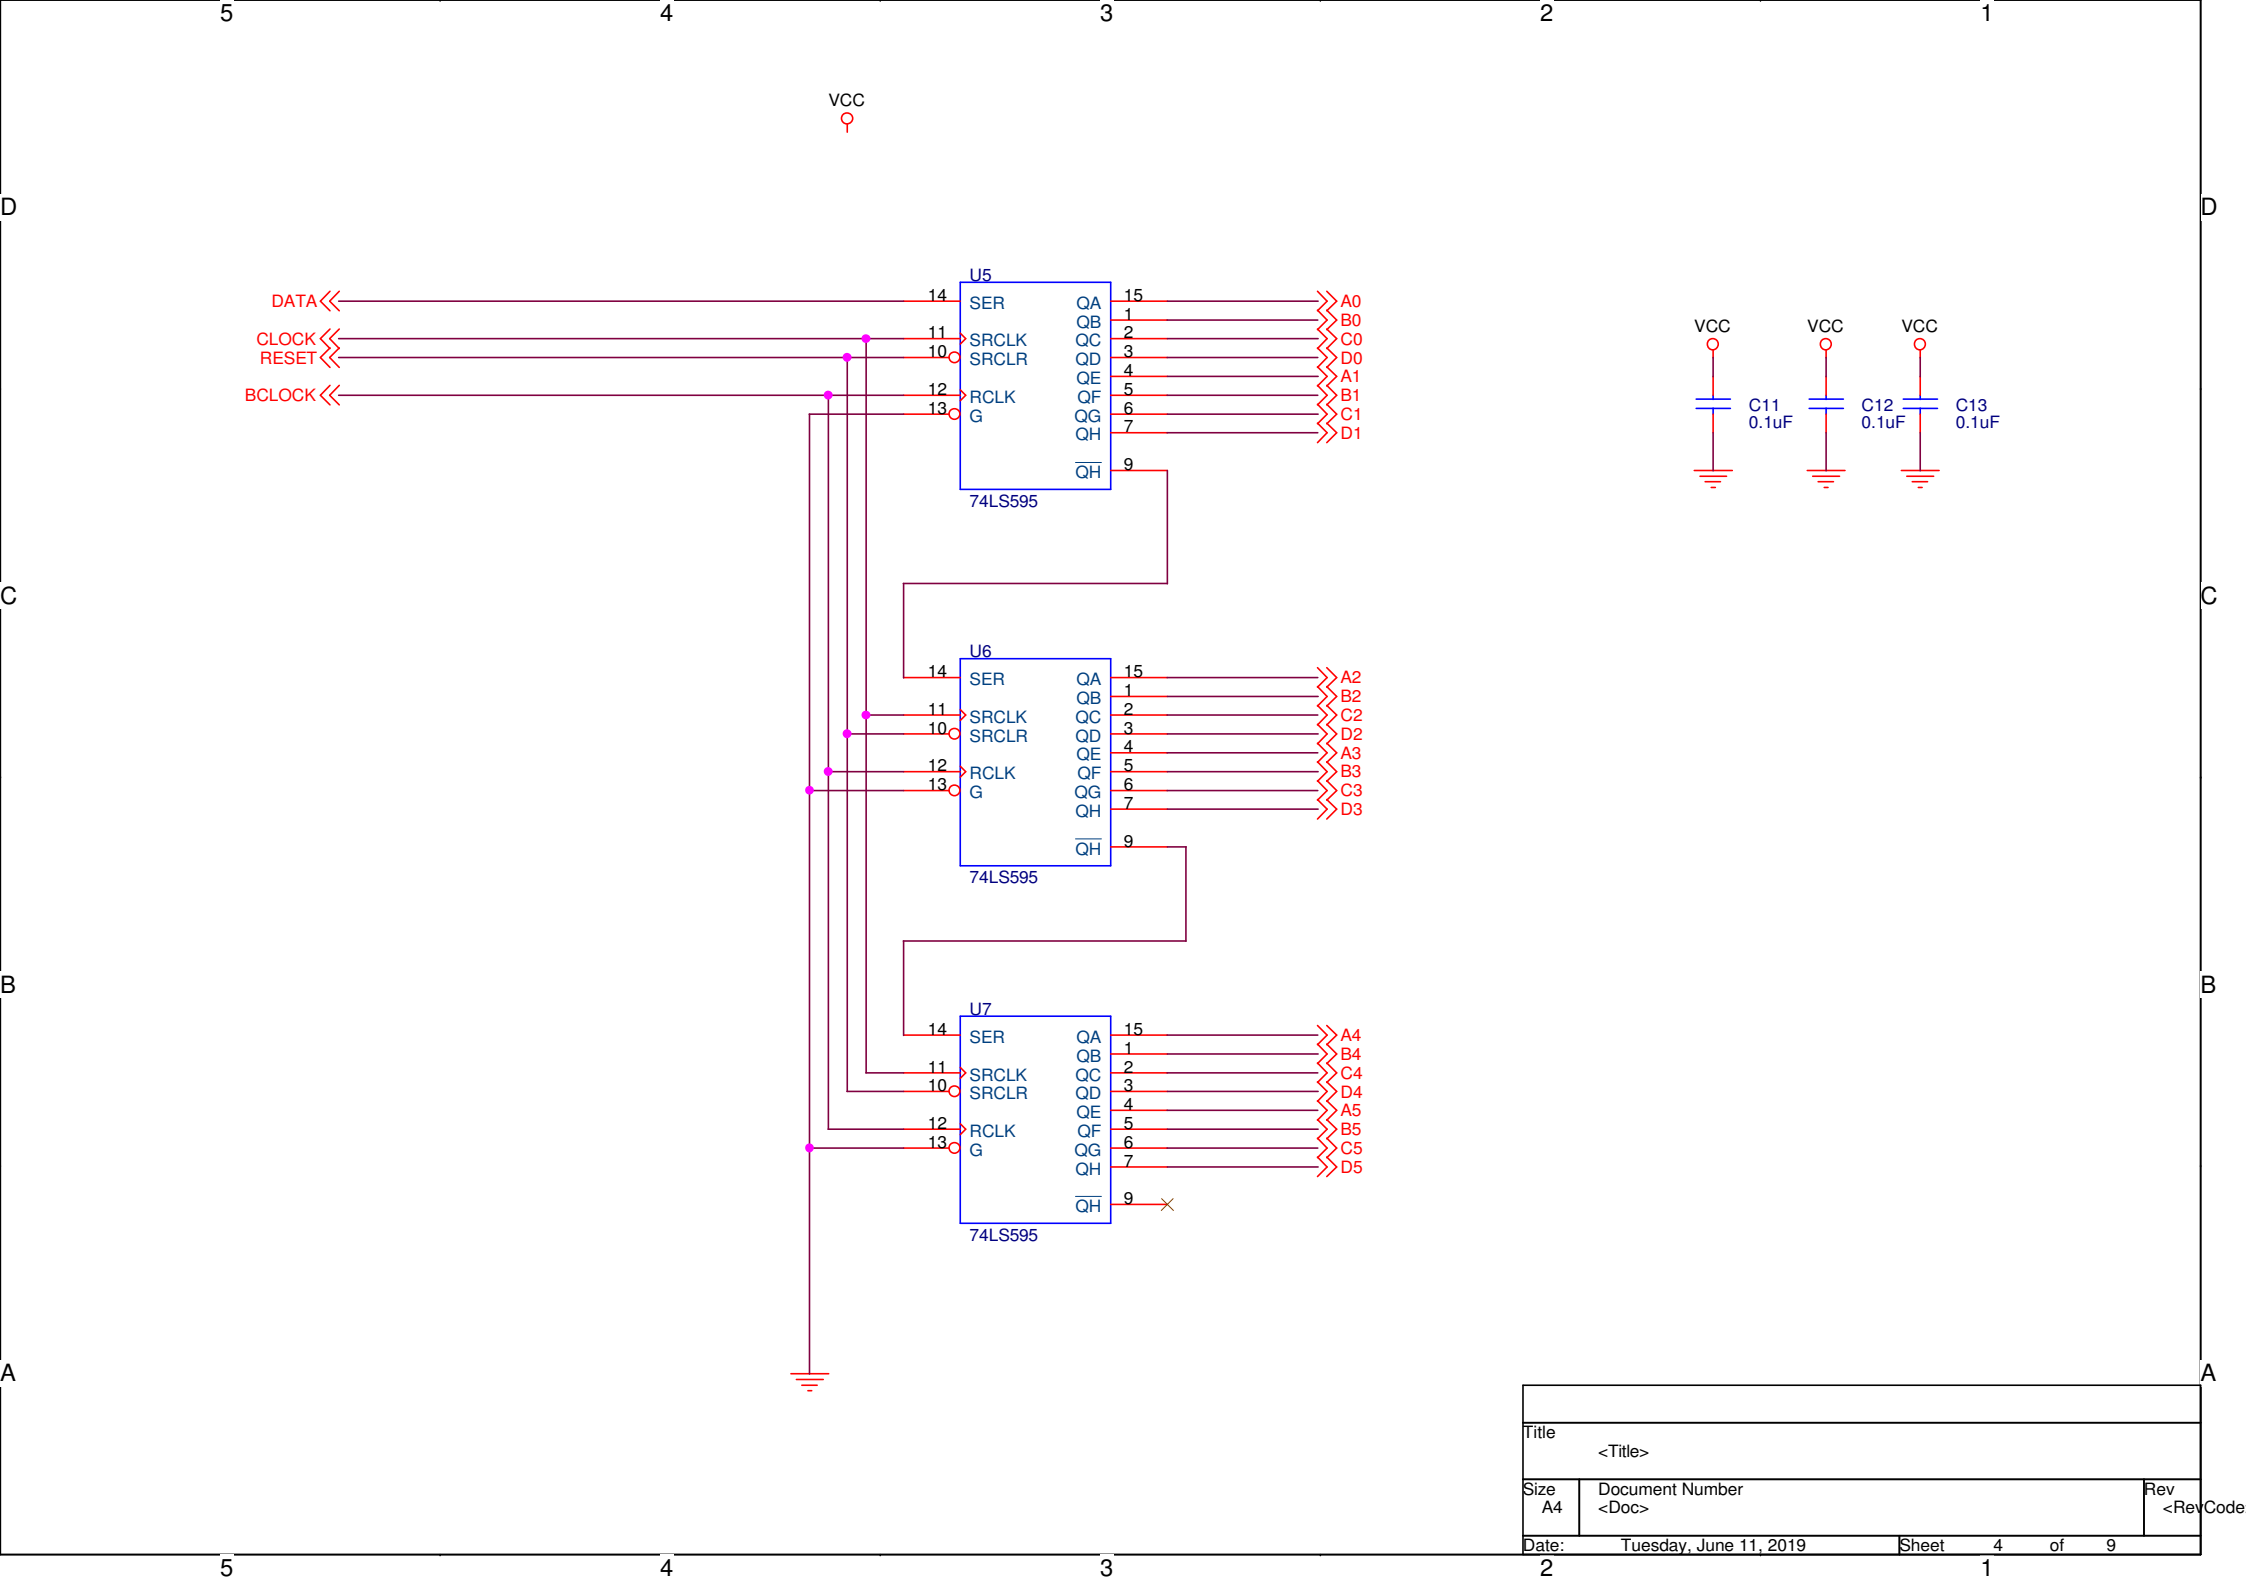 5 4 3 2 1
VCC
D D
U5
DATA 14 SER QA 15 A0
QB 1 B0
CLOCK 11 SRCLK QC 2 C0
RESET 10 SRCLR QD 3 D0
QE 4 A1
BCLOCK 12 RCLK QF 5 B1
13 G QG 6 C1
QH 7 D1
QH 9
74LS595
VCC VCC VCC
C11 C12 C13
0.1uF 0.1uF 0.1uF
C C
U6
14 SER QA 15 A2
QB 1 B2
11 SRCLK QC 2 C2
10 SRCLR QD 3 D2
QE 4 A3
12 RCLK QF 5 B3
13 G QG 6 C3
QH 7 D3
QH 9
74LS595
B B
U7
14 SER QA 15 A4
QB 1 B4
11 SRCLK QC 2 C4
10 SRCLR QD 3 D4
QE 4 A5
12 RCLK QF 5 B5
13 G QG 6 C5
QH 7 D5
QH 9
74LS595
A A
Title
<Title>
Size Document Number Rev
A4 <Doc> <RevCode
Date: Tuesday, June 11, 2019 Sheet 4 of 9
5 4 3 2 1